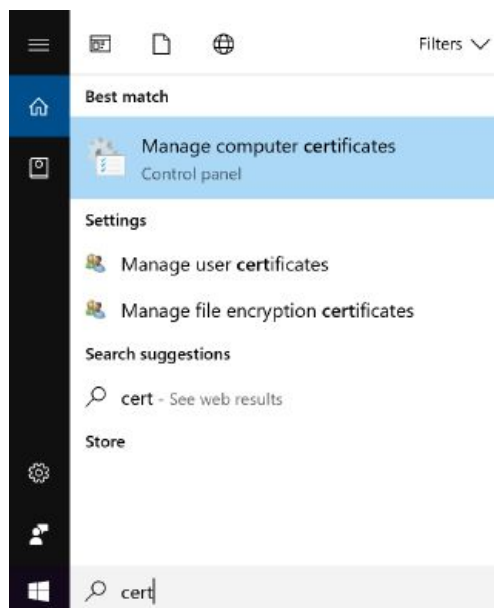 Filters
Best match
Manage computer certificates
Control panel
Settings
Manage user certificates
Manage file encryption certificates
Search suggestions
cert - See web results
Store
cert